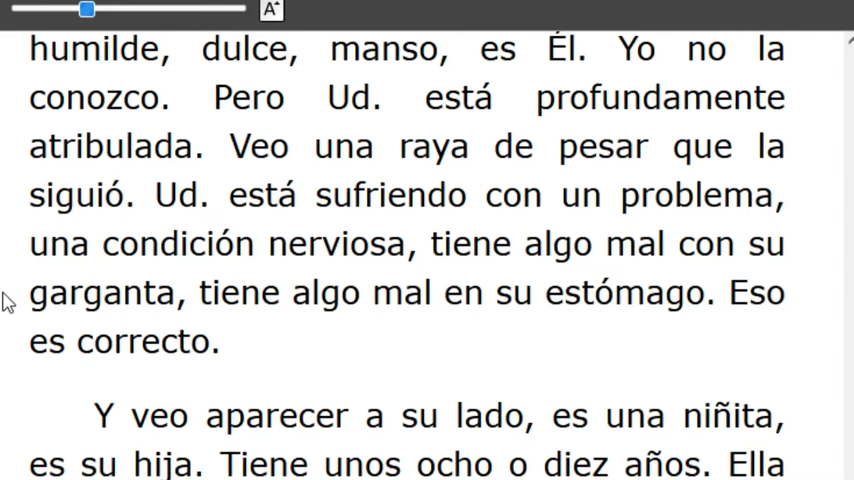 A
humilde, dulce, manso, es Él. Yo no la
conozco. Pero Ud. está profundamente
atribulada. Veo una raya de pesar que la
siguió. Ud. está sufriendo con un problema,
una condición nerviosa, tiene algo mal con su
garganta, tiene algo mal en su estómago. Eso
es correcto.
Y veo aparecer a su lado, es una niñita,
es su hija. Tiene unos ocho o diez años. Ella